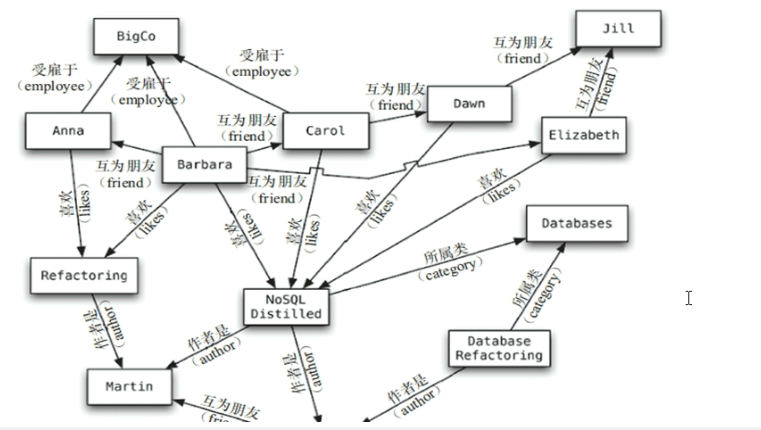 BigCo
Jill
互为朋友
(friend)
受雇于
(employee)
受雇于
(employee)
受雇于
(employee)
互为朋友
(friend)
互为朋友
(friend)
Dawn
Anna
互为朋友
(friend)
Carol
Elizabeth
Barbara
互为朋友
(friend)
互为朋友
(friend)
喜欢
(likes)
喜欢
(likes)
喜欢
(likes)
喜欢
(likes)
喜欢
(likes)
喜欢
(likes)
Databases
所属类
(category)
Refactoring
所属类
(category)
NoSQL
Distilled
作者是
(author)
作者是
(author)
作者是
(author)
Database
Refactoring
Martin
作者是
(author)
互为朋友